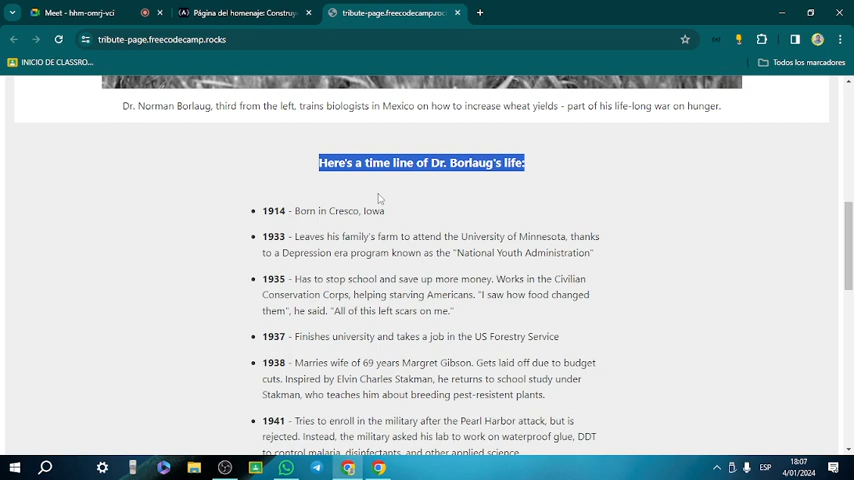 Meet - hhm-omrj-vci
Página del homenaje: Construye
tribute-page.freecodecamp.rocks
tribute-page.freecodecamp.rocks
INICIO DE CLASSRO...
Todos los marcadores
Dr. Norman Borlaug, third from the left, trains biologists in Mexico on how to increase wheat yields - part of his life-long war on hunger.
Here's a time line of Dr. Borlaug's life:
• 1914 - Born in Cresco, Iowa
• 1933 - Leaves his family's farm to attend the University of Minnesota, thanks
to a Depression era program known as the "National Youth Administration"
• 1935 - Has to stop school and save up more money. Works in the Civilian
Conservation Corps, helping starving Americans. "I saw how food changed
them", he said. "All of this left scars on me."
• 1937 - Finishes university and takes a job in the US Forestry Service
• 1938 - Marries wife of 69 years Margret Gibson. Gets laid off due to budget
cuts. Inspired by Elvin Charles Stakman, he returns to school study under
Stakman, who teaches him about breeding pest-resistent plants.
• 1941 - Tries to enroll in the military after the Pearl Harbor attack, but is
rejected. Instead, the military asked his lab to work on waterproof glue, DDT
to control malaria, disinfectants, and other applied science.
ESP
18:07
4/01/2024